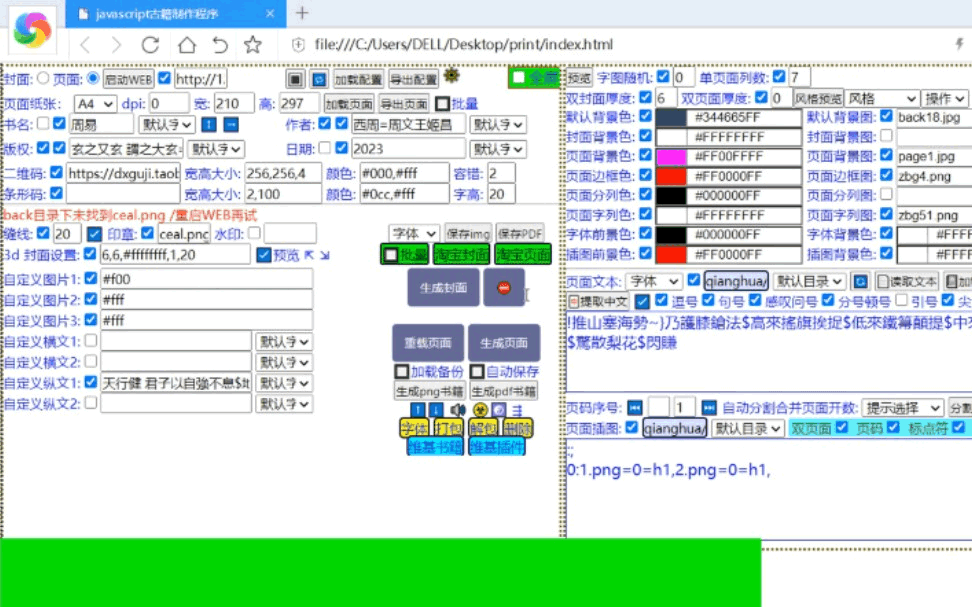 javascript古籍制作程序
file:///C:/Users/DELL/Desktop/print/index.html
封面: 页面: 启动WEB http://1. 加载配置 导出配置 全屏
页面纸张: A4 dpi: 0 宽: 210 高: 297 加载页面 导出页面 批量
书名: 周易 默认字 作者: 西周=周文王姬昌 默认字
版权: 玄之又玄 謂之大玄= 默认字 日期: 2023 默认字
二维码: https://dxguji.taob 宽高大小: 256,256,4 颜色: #000,#fff 容错: 2
条形码: 宽高大小: 2,100 颜色: #0cc,#fff 字高: 20
back目录下未找到ceal.png /重启WEB再试
缝线: 20 印章: ceal.png 水印: 字体 保存img 保存PDF
3d 封面设置: 6,6,#ffffffff,1,20 预览 批量 淘宝封面 淘宝页面
自定义图片1: #f00
自定义图片2: #fff
自定义图片3: #fff
自定义横文1: 默认字
自定义横文2: 默认字
自定义纵文1: 天行健 君子以自強不息$地 默认字
自定义纵文2: 默认字
生成封面
重载页面 生成页面
加载备份 自动保存
生成png书籍 生成pdf书籍
字体 打包 解包 删除
维基书籍 维基插件
预览 字图随机: 0 单页面列数: 7
双封面厚度: 6 双页面厚度: 0 风格预览 风格 操作
默认背景色: #344665FF 默认背景图: back18.jpg
封面背景色: #FFFFFFFF 封面背景图:
页面背景色: #FF00FFFF 页面背景图: page1.jpg
页面边框色: #FF0000FF 页面边框图: zbg4.png
页面分列色: #000000FF 页面分列图:
页面字列色: #FFFFFFFF 页面字列图: zbg51.png
字体前景色: #000000FF 字体背景色: #FFFF
插图前景色: #FF0000FF 插图背景色: #FFFF
页面文本: 字体 qianghua/ 默认目录 读取文本 加
提取中文 逗号 句号 感叹问号 分号顿号 引号 尖
!推山塞海勢~}乃護膝鎗法$高來搖旗挨捉$低來鐵籓顛提$中
$驚散梨花$閃賺
页码序号: 1 自动分割合并页面开数: 提示选择 分割
页面插图: qianghua/ 默认目录 双页面 页码 标点符
:;
0:1.png=0=h1,2.png=0=h1,